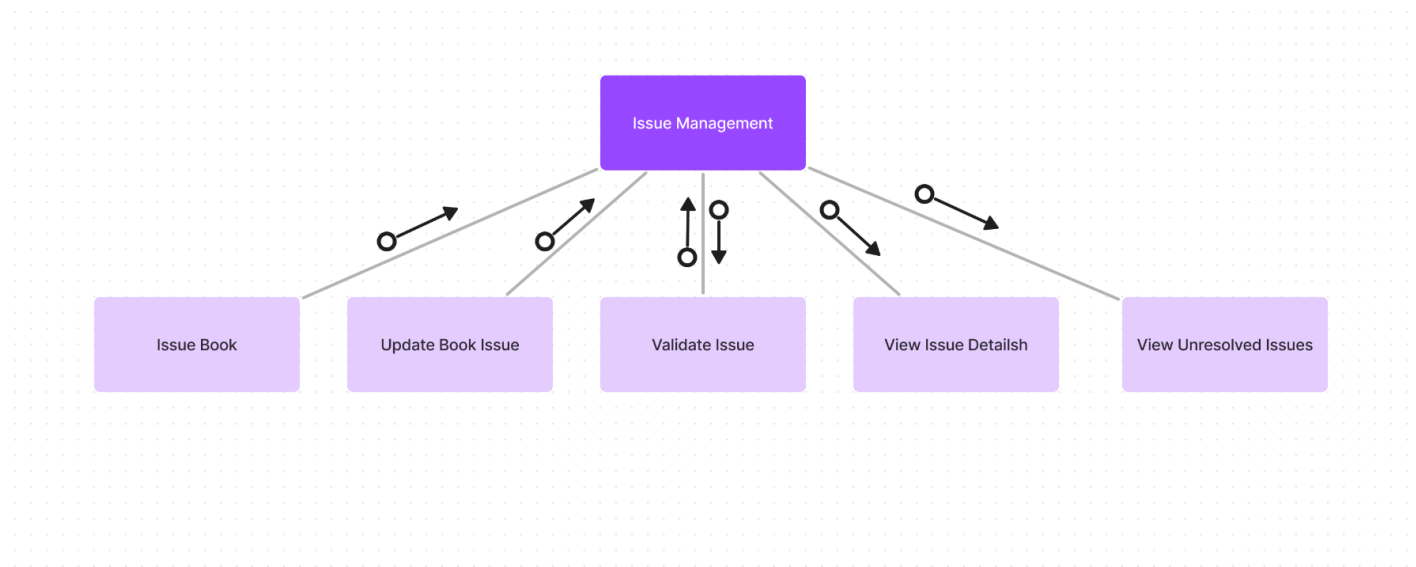 Issue Management
Issue Book
Update Book Issue
Validate Issue
View Issue Detailsh
View Unresolved Issues